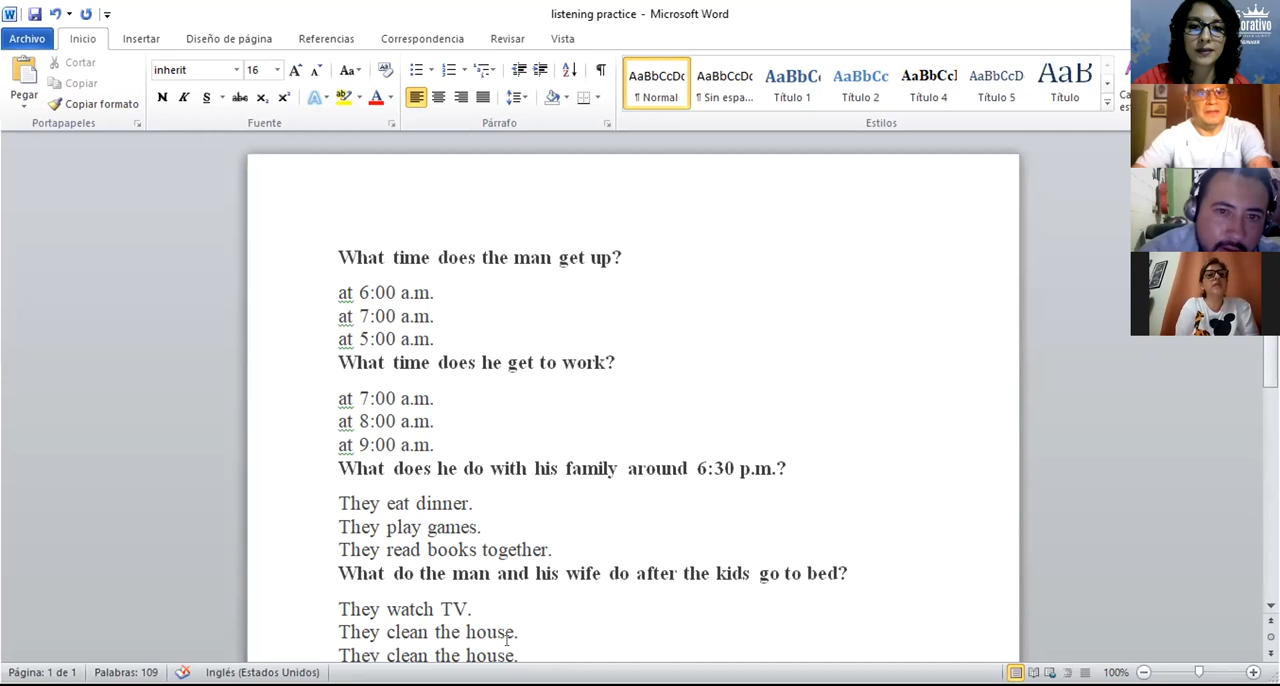 listening practice - Microsoft Word
Archivo Inicio Insertar Diseño de página Referencias Correspondencia Revisar Vista
Pegar
Cortar
Copiar
Copiar formato
Portapapeles
inherit 16
N K S abc x₂ x² A
Fuente
Párrafo
AaBbCcDc AaBbCcDc AaBbC AaBbCc AaBbCcI AaBbCcD AaB
¶ Normal ¶ Sin espa... Título 1 Título 2 Título 4 Título 5 Título
Estilos
orativo
What time does the man get up?
at 6:00 a.m.
at 7:00 a.m.
at 5:00 a.m.
What time does he get to work?
at 7:00 a.m.
at 8:00 a.m.
at 9:00 a.m.
What does he do with his family around 6:30 p.m.?
They eat dinner.
They play games.
They read books together.
What do the man and his wife do after the kids go to bed?
They watch TV.
They clean the house.
They clean the house.
Página: 1 de 1 Palabras: 109 Inglés (Estados Unidos) 100%